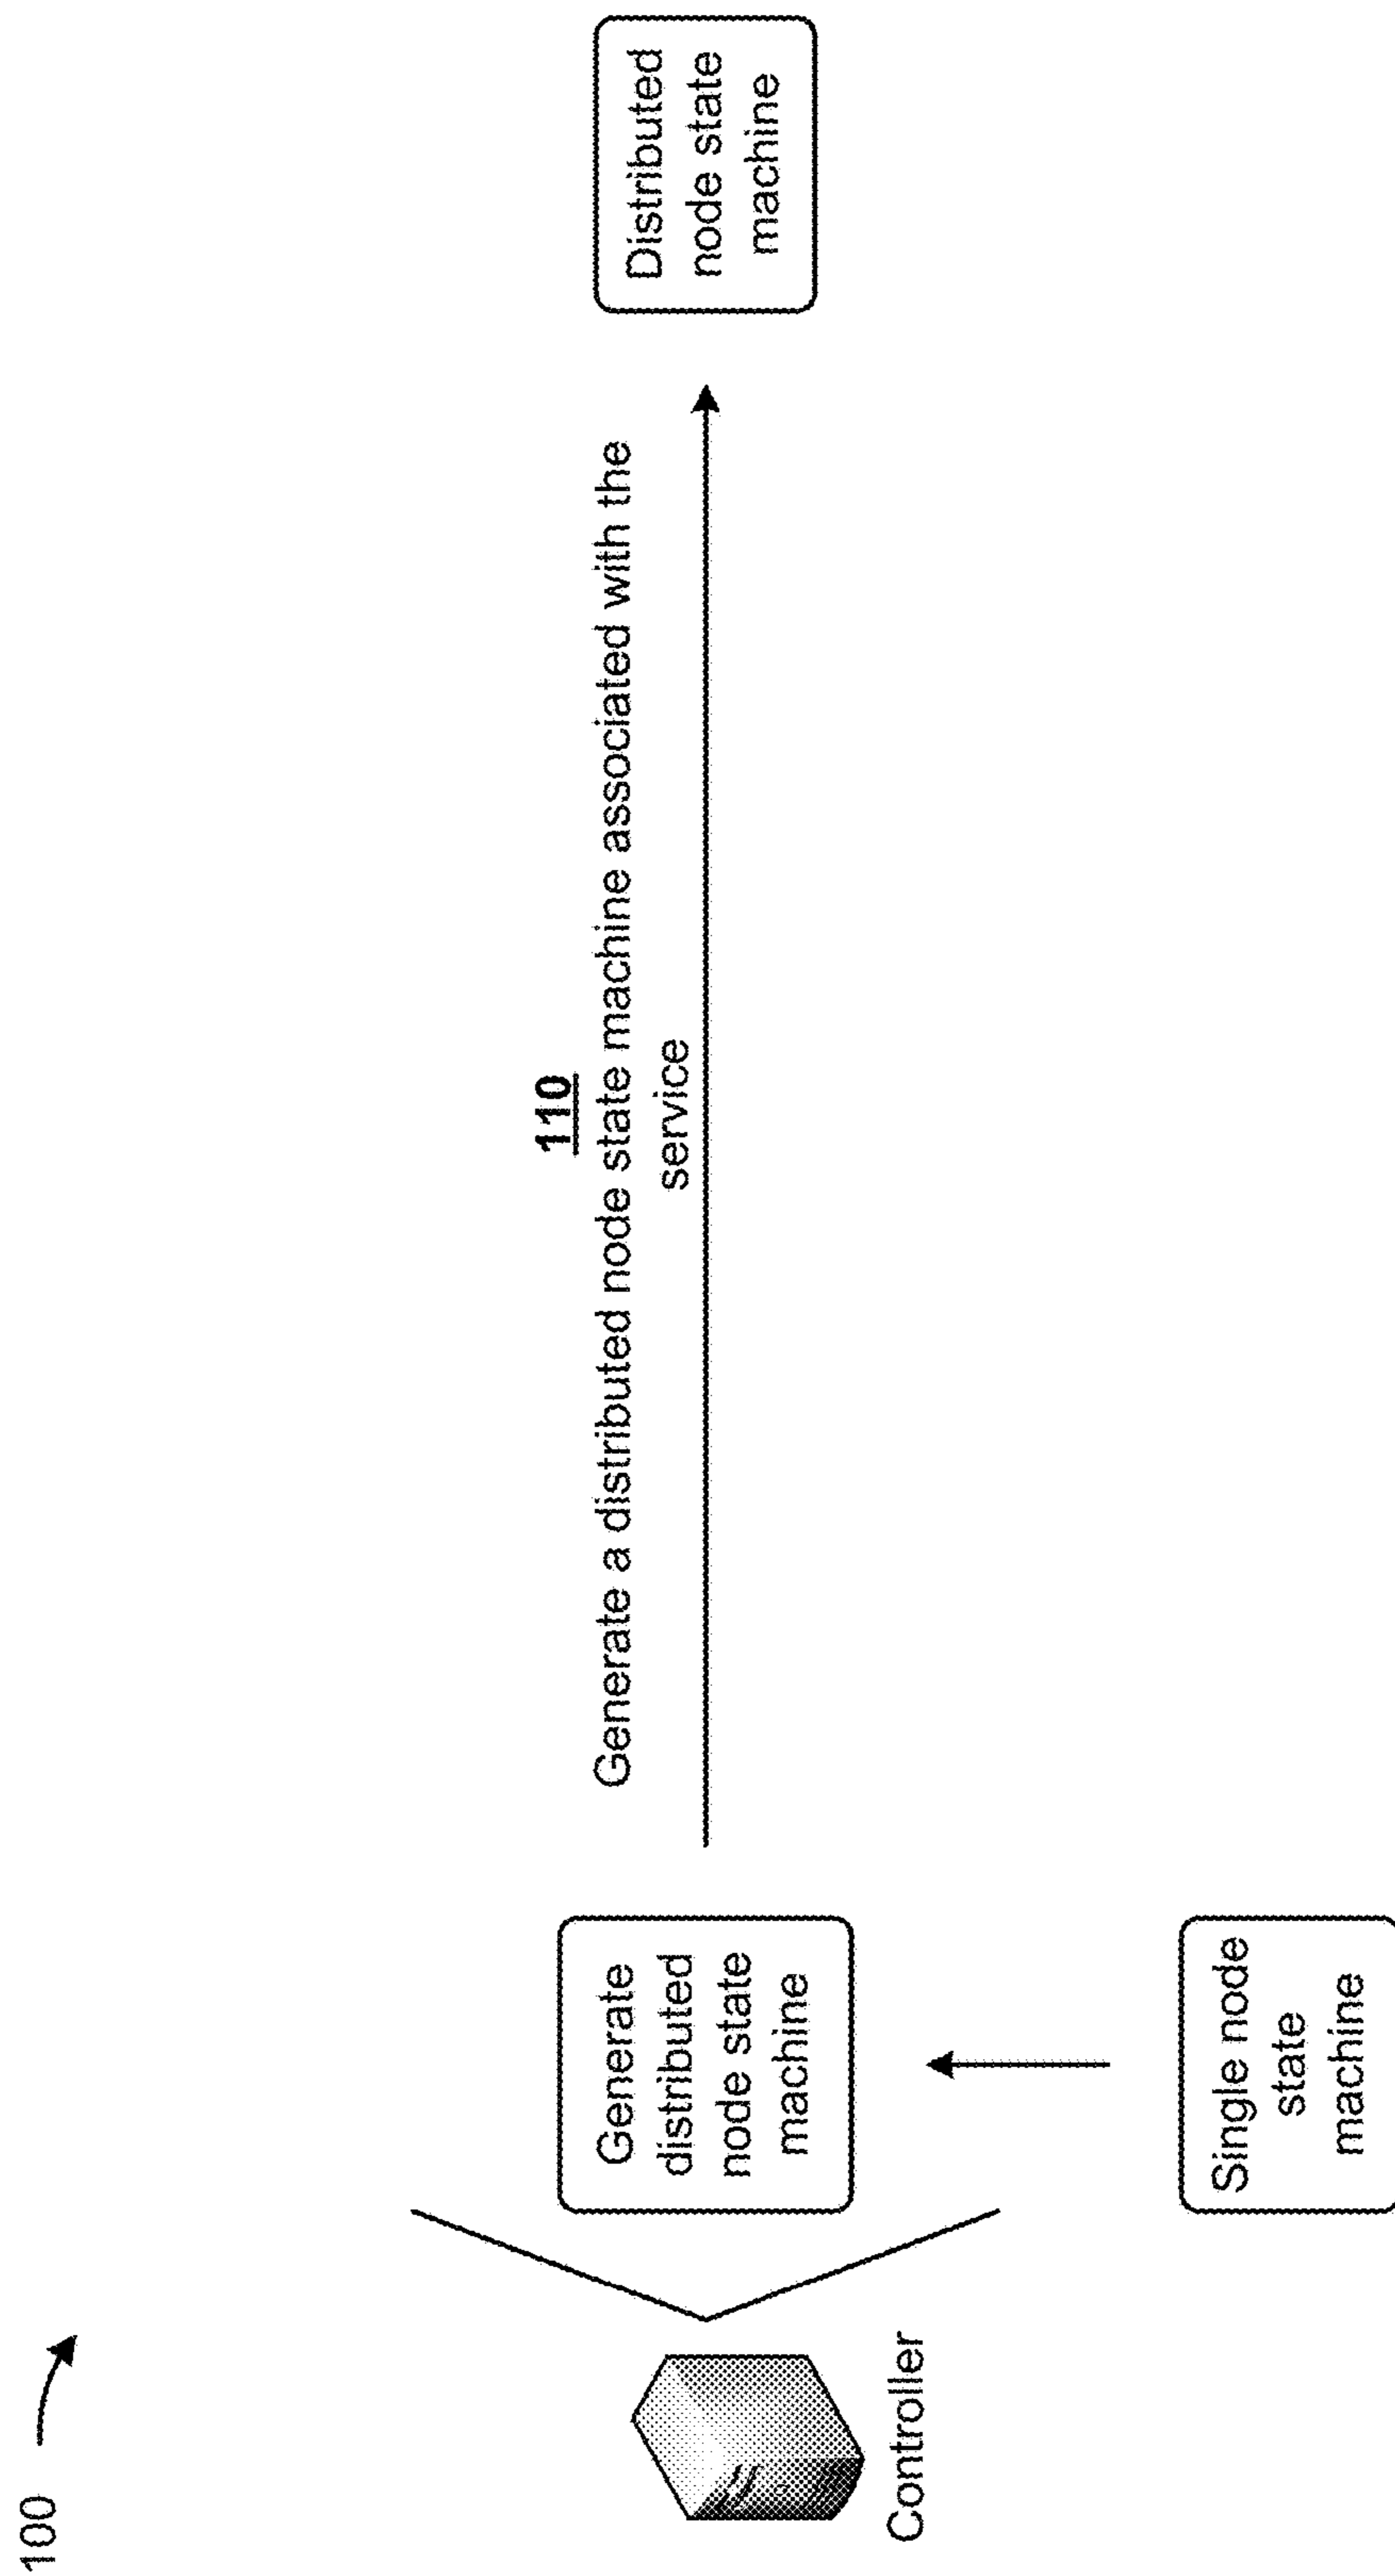 100
110
Generate a distributed node state machine associated with the
service
Generate
distributed
node state
machine
Distributed
node state
machine
Controller
Single node
state
machine